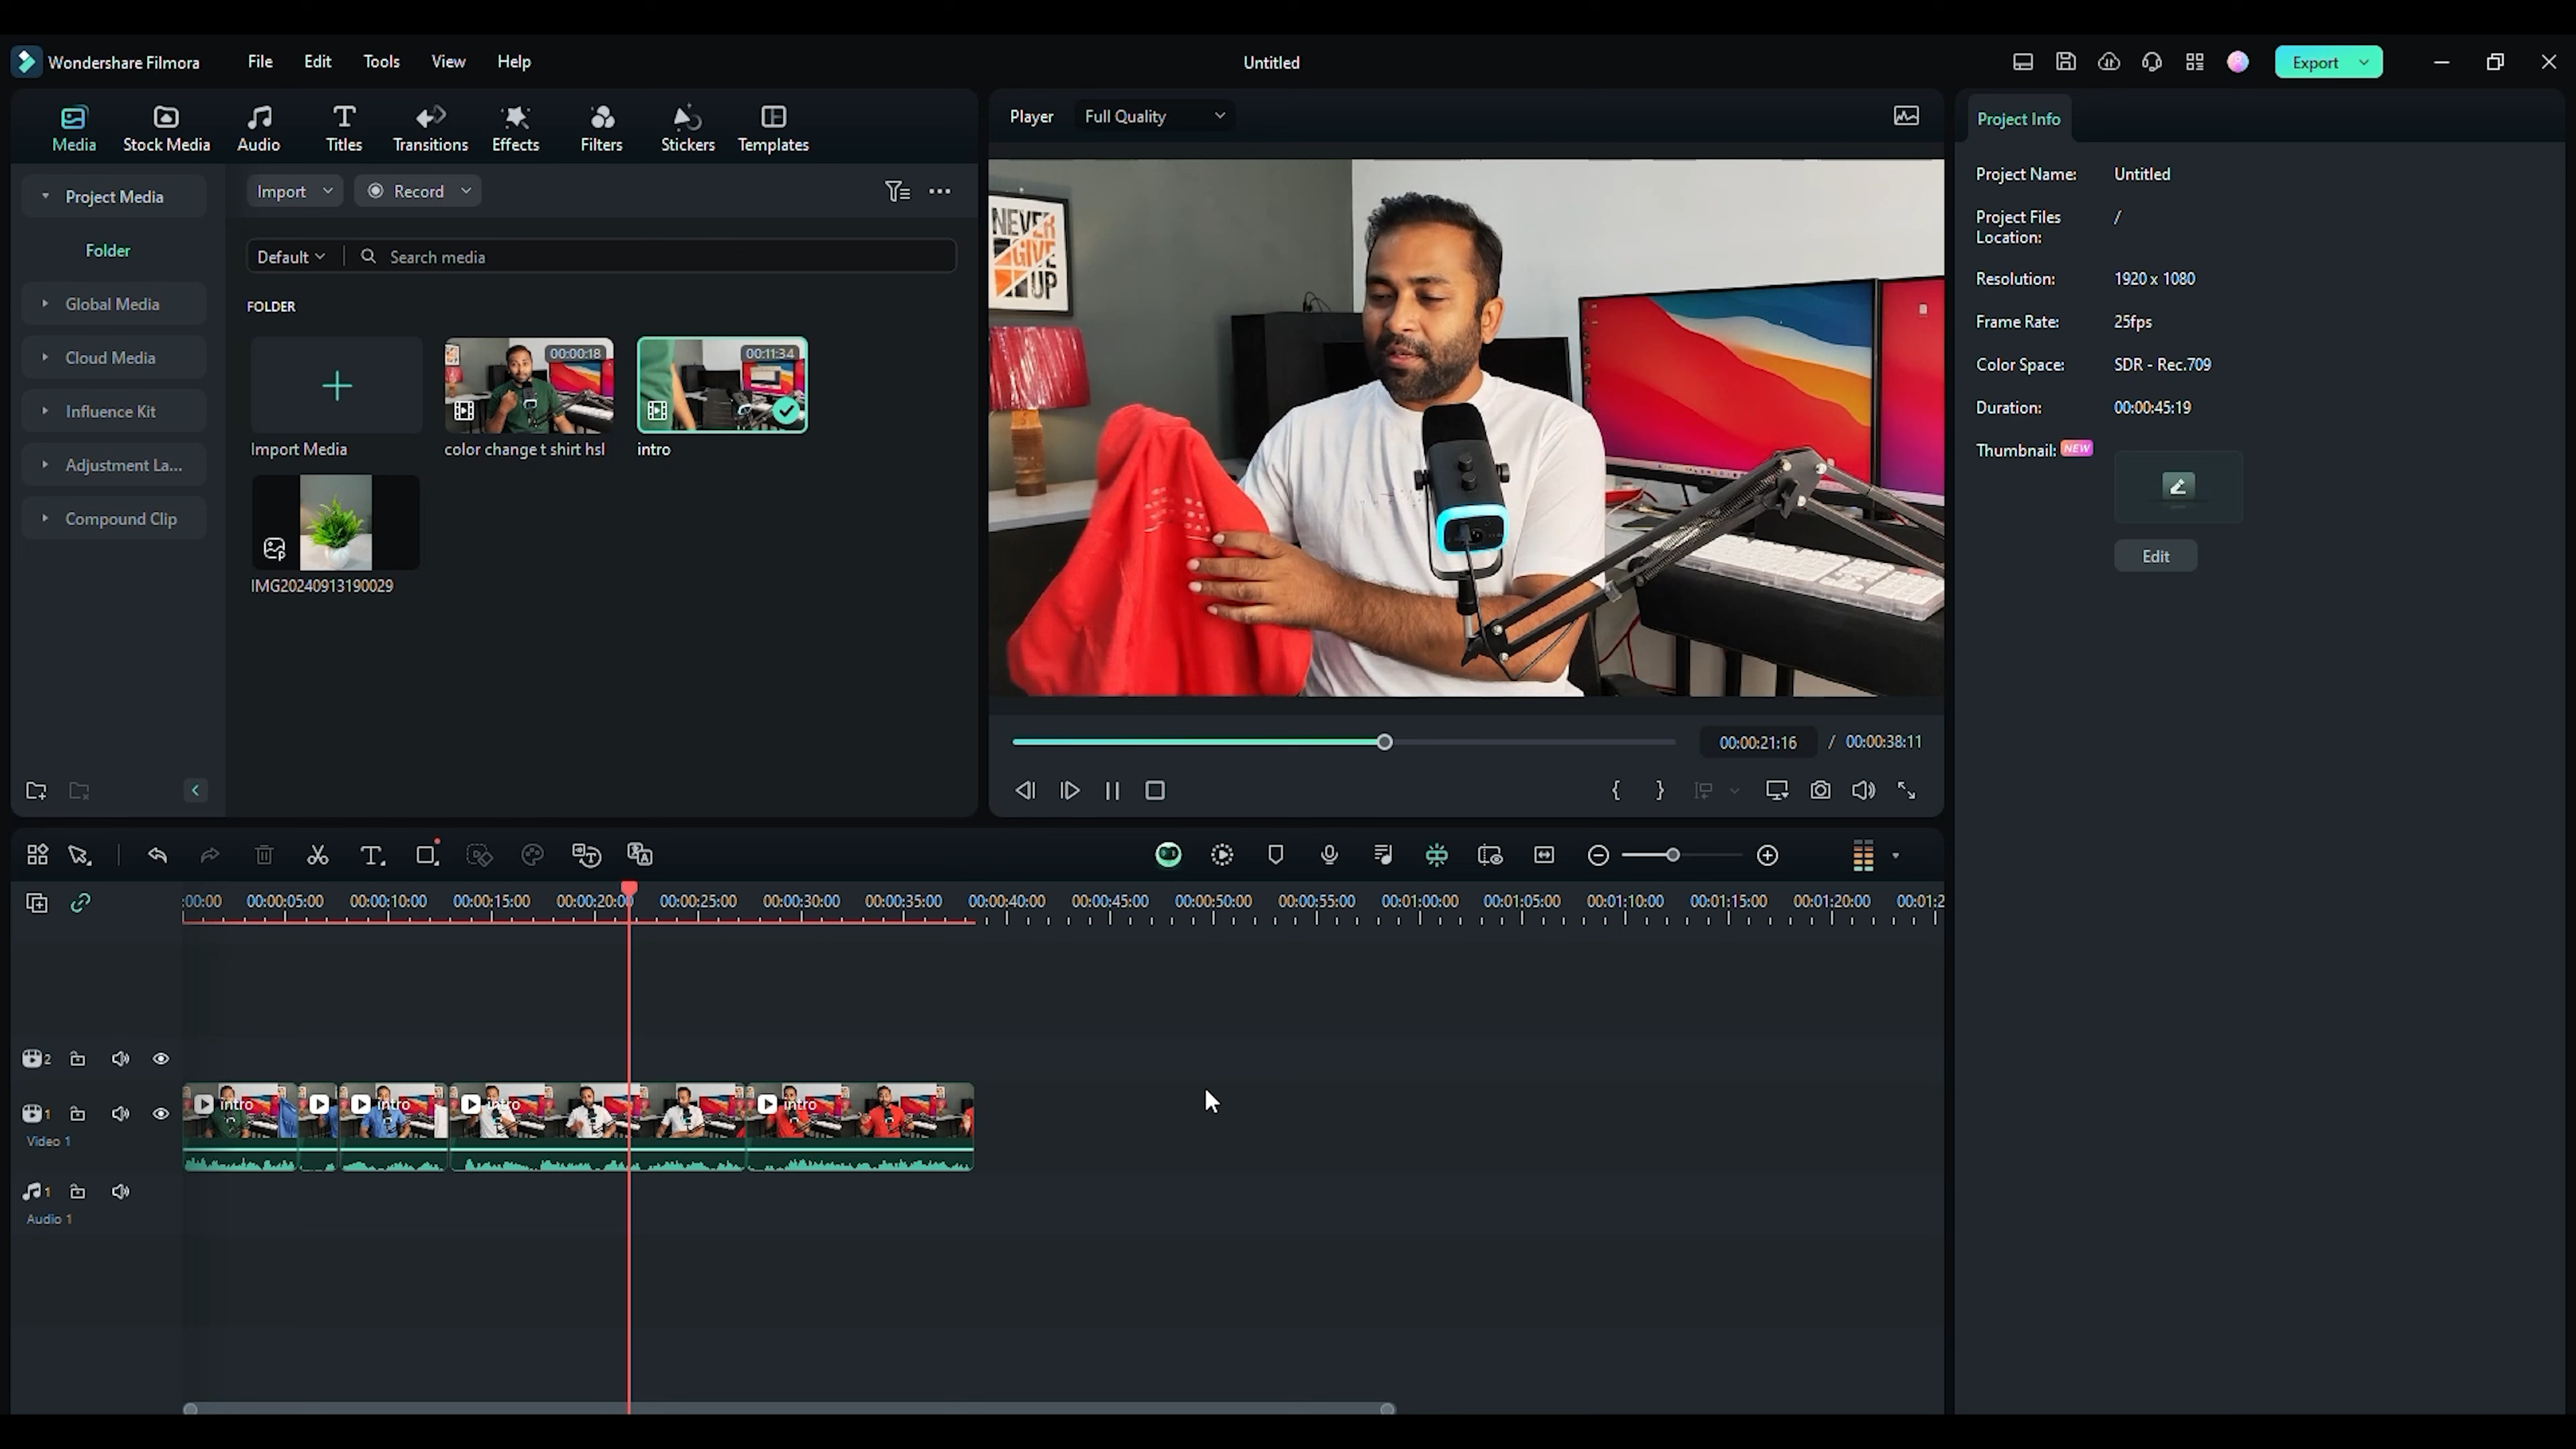 Wondershare Filmora
File
Edit
Tools
View
Help
Untitled
Export
Media
Stock Media
Audio
Titles
Transitions
Effects
Filters
Stickers
Templates
Player
Full Quality
Project Info
Project Media
Folder
Global Media
Cloud Media
Influence Kit
Adjustment La...
Compound Clip
Import
Record
Default
Search media
FOLDER
Import Media
00:00:18
color change t shirt hsl
00:11:34
intro
IMG20240913190029
NEVER
GIVE
UP
00:00:21:16 / 00:00:38:11
Project Name: Untitled
Project Files
Location: /
Resolution: 1920 x 1080
Frame Rate: 25fps
Color Space: SDR - Rec.709
Duration: 00:00:45:19
Thumbnail: NEW
Edit
:00:00 00:00:05:00 00:00:10:00 00:00:15:00 00:00:20:00 00:00:25:00 00:00:30:00 00:00:35:00 00:00:40:00 00:00:45:00 00:00:50:00 00:00:55:00 00:01:00:00 00:01:05:00 00:01:10:00 00:01:15:00 00:01:20:00 00:01:2
2
1
intro
intro
intro
intro
Video 1
1
Audio 1